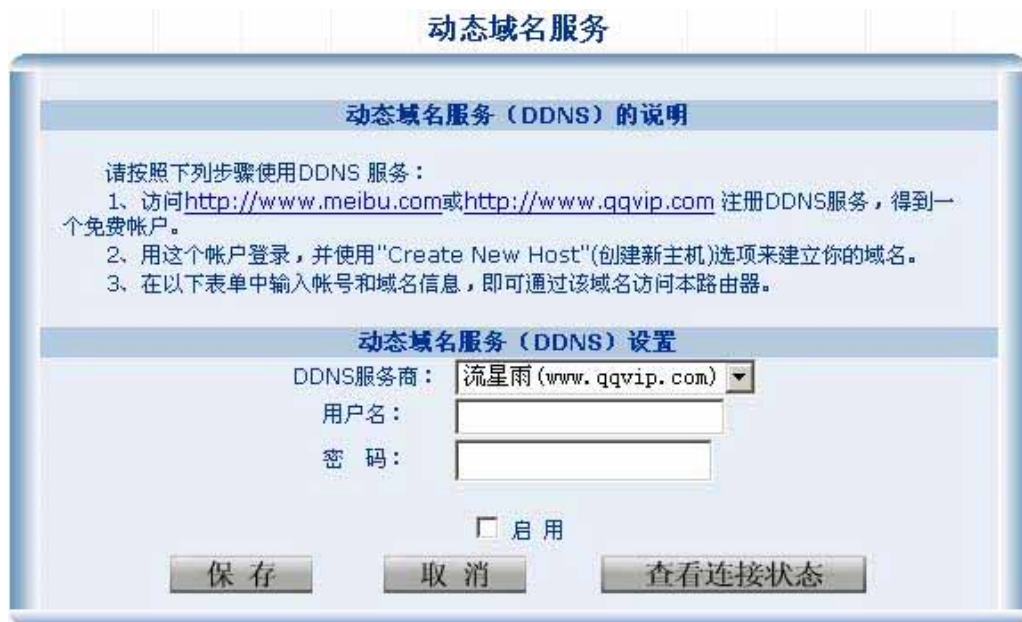 动态域名服务
动态域名服务（DDNS）的说明
请按照下列步骤使用DDNS 服务：
1、访问http://www.meibu.com或http://www.qqvip.com 注册DDNS服务，得到一
个免费帐户。
2、用这个帐户登录，并使用"Create New Host"(创建新主机)选项来建立你的域名。
3、在以下表单中输入帐号和域名信息，即可通过该域名访问本路由器。
动态域名服务（DDNS）设置
DDNS服务商： 流星雨(www.qqvip.com)
用户名：
密 码：
启 用
保 存 取 消 查看连接状态